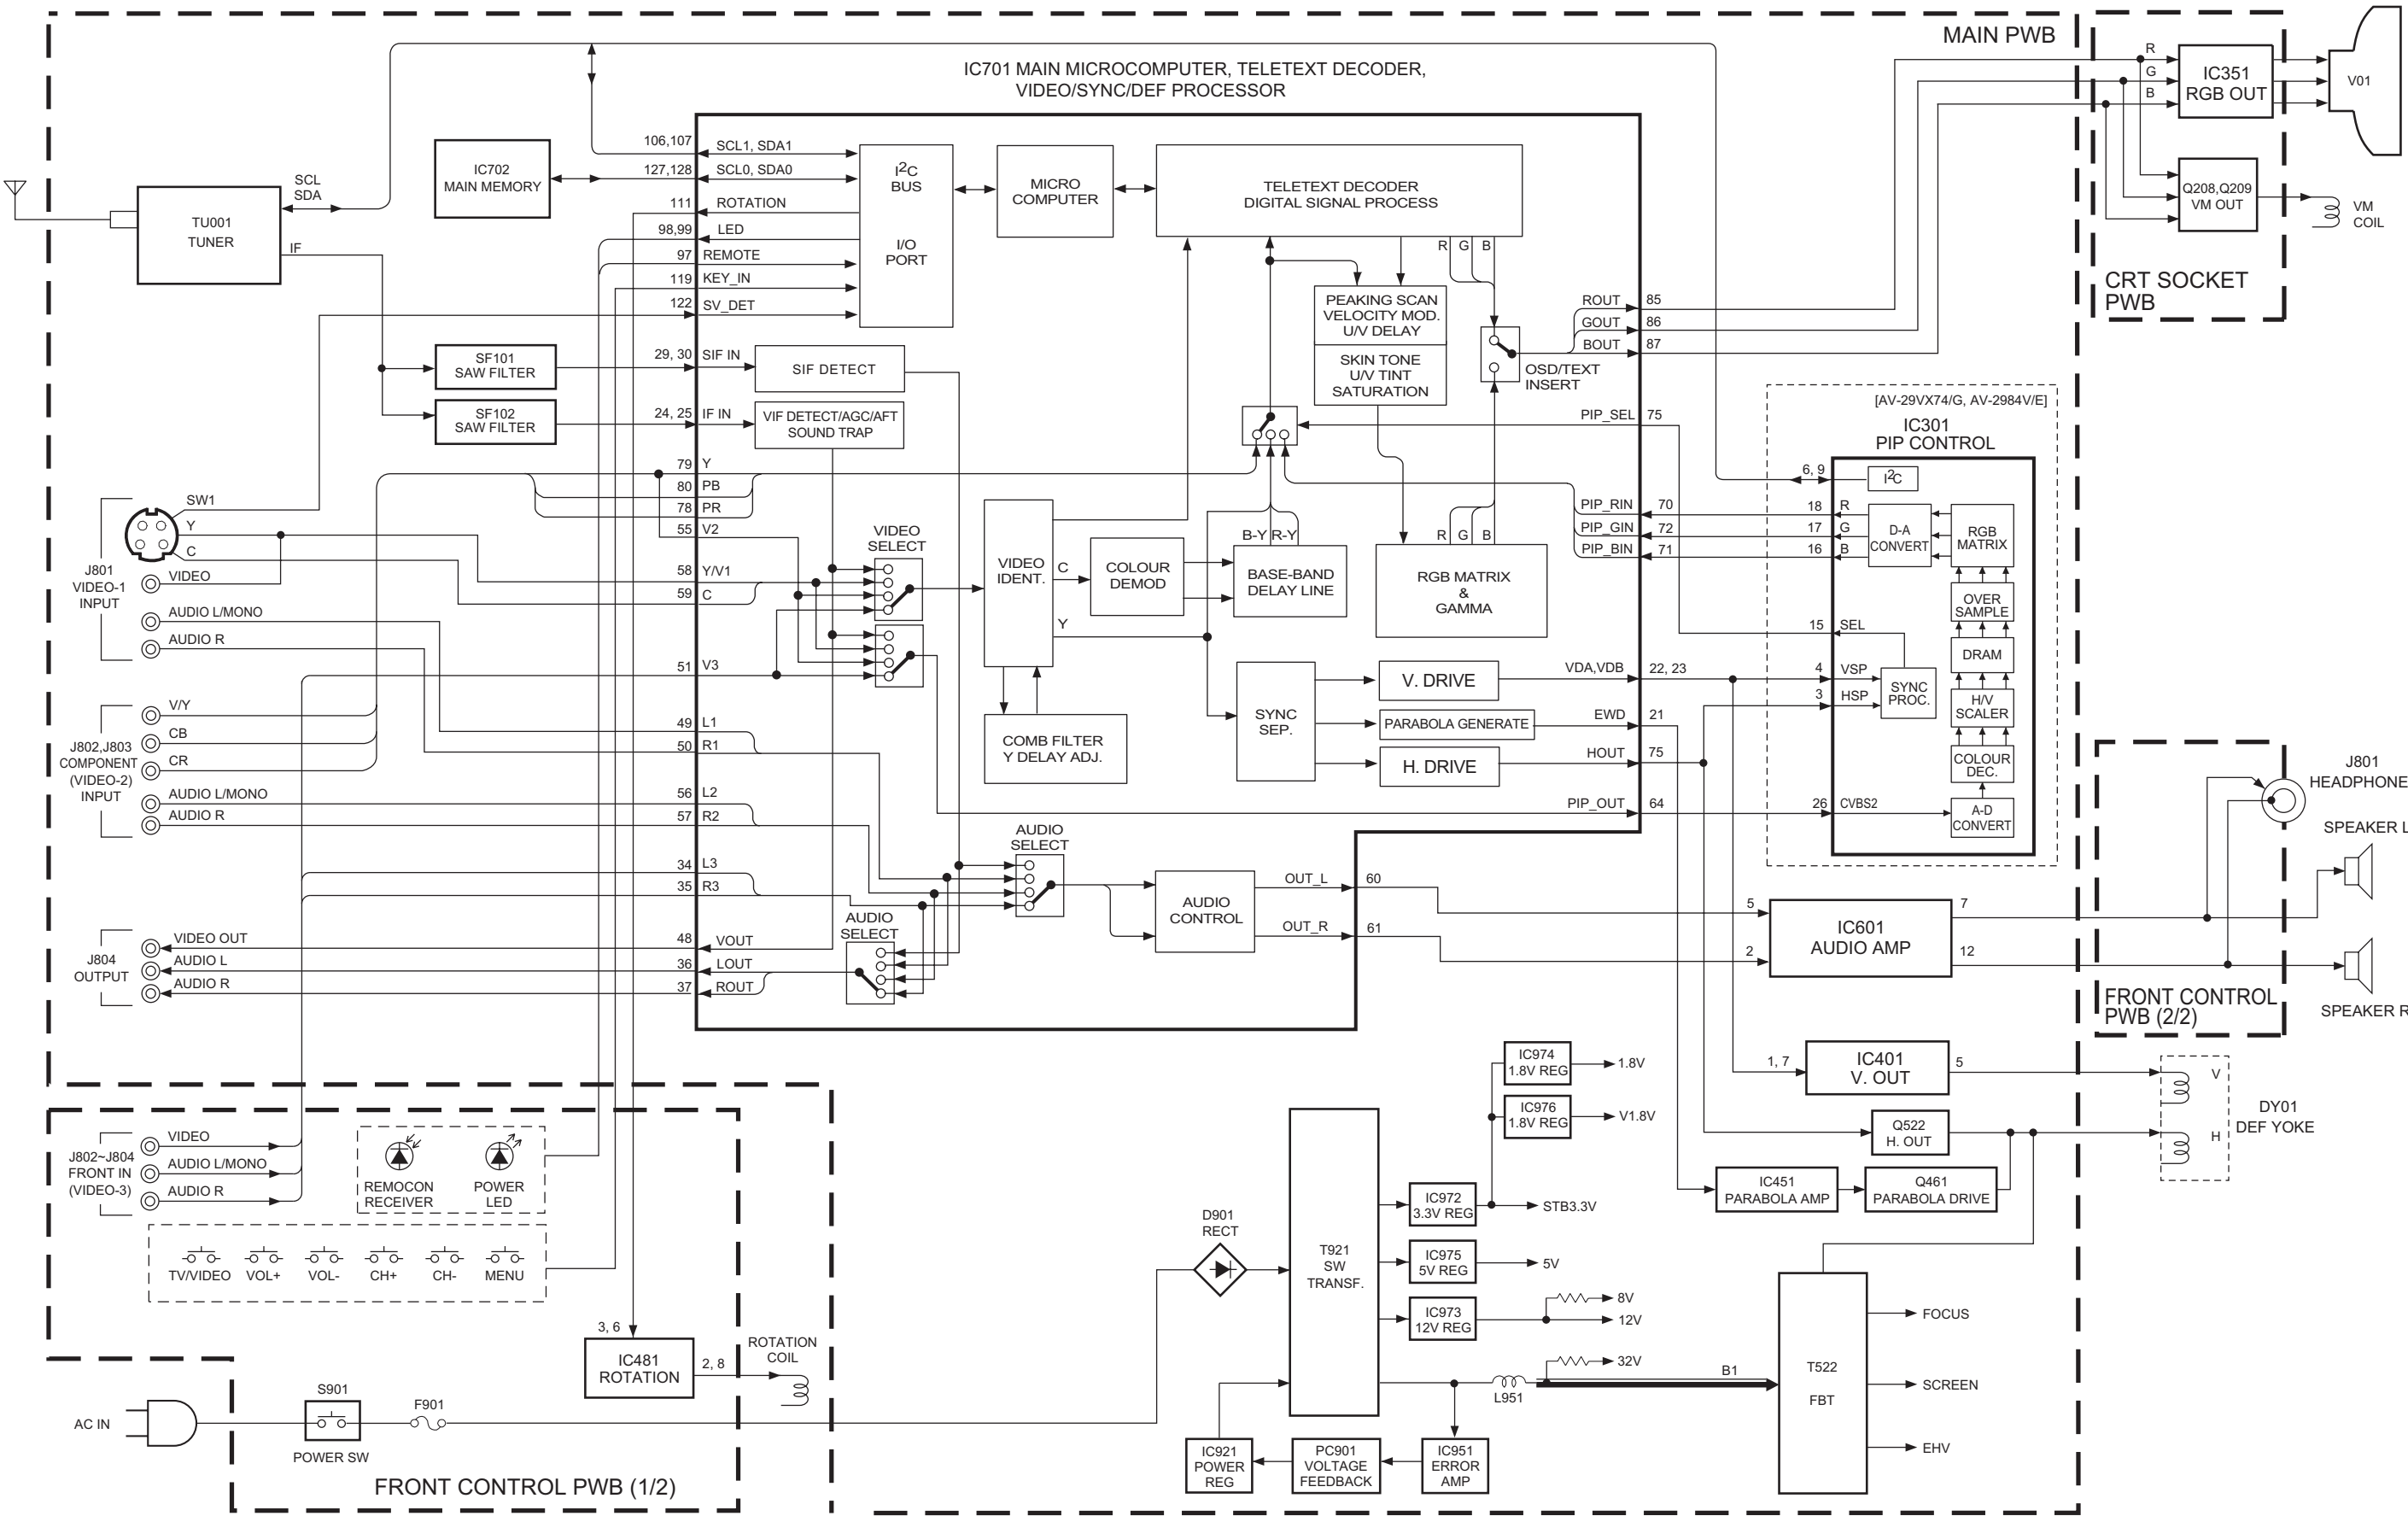 MAIN PWB
IC701 MAIN MICROCOMPUTER, TELETEXT DECODER,
VIDEO/SYNC/DEF PROCESSOR
R
G
B
IC351
RGB OUT
V01
Q208,Q209
VM OUT
VM
COIL
CRT SOCKET
PWB
TU001
TUNER
SCL
SDA
IF
IC702
MAIN MEMORY
106,107
SCL1, SDA1
127,128
SCL0, SDA0
111
ROTATION
98,99
LED
97
REMOTE
119
KEY_IN
122
SV_DET
I2C
BUS
I/O
PORT
MICRO
COMPUTER
TELETEXT DECODER
DIGITAL SIGNAL PROCESS
R
G
B
PEAKING SCAN
VELOCITY MOD.
U/V DELAY
SKIN TONE
U/V TINT
SATURATION
OSD/TEXT
INSERT
ROUT
85
GOUT
86
BOUT
87
SF101
SAW FILTER
29, 30
SIF IN
SIF DETECT
SF102
SAW FILTER
24, 25
IF IN
VIF DETECT/AGC/AFT
SOUND TRAP
PIP_SEL
75
[AV-29VX74/G, AV-2984V/E]
IC301
PIP CONTROL
6, 9
I2C
PIP_RIN
70
PIP_GIN
72
PIP_BIN
71
18
R
17
G
16
B
D-A
CONVERT
RGB
MATRIX
OVER
SAMPLE
DRAM
H/V
SCALER
COLOUR
DEC.
A-D
CONVERT
15
SEL
4
VSP
3
HSP
SYNC
PROC.
26
CVBS2
79
Y
80
PB
78
PR
55
V2
58
Y/V1
59
C
51
V3
VIDEO
SELECT
VIDEO
IDENT.
C
Y
COLOUR
DEMOD
B-Y
R-Y
BASE-BAND
DELAY LINE
R
G
B
RGB MATRIX
&
GAMMA
COMB FILTER
Y DELAY ADJ.
SYNC
SEP.
V. DRIVE
PARABOLA GENERATE
H. DRIVE
VDA,VDB
22, 23
EWD
21
HOUT
75
PIP_OUT
64
SW1
Y
C
J801
VIDEO-1
INPUT
VIDEO
AUDIO L/MONO
AUDIO R
V/Y
CB
CR
J802,J803
COMPONENT
(VIDEO-2)
INPUT
AUDIO L/MONO
AUDIO R
49
L1
50
R1
56
L2
57
R2
34
L3
35
R3
AUDIO
SELECT
AUDIO
SELECT
AUDIO
CONTROL
OUT_L
60
OUT_R
61
J804
OUTPUT
VIDEO OUT
AUDIO L
AUDIO R
48
VOUT
36
LOUT
37
ROUT
5
2
IC601
AUDIO AMP
7
12
J801
HEADPHONE
SPEAKER L
SPEAKER R
FRONT CONTROL
PWB (2/2)
1, 7
IC401
V. OUT
5
Q522
H. OUT
IC451
PARABOLA AMP
Q461
PARABOLA DRIVE
V
H
DY01
DEF YOKE
IC974
1.8V REG
1.8V
IC976
1.8V REG
V1.8V
IC972
3.3V REG
STB3.3V
IC975
5V REG
5V
IC973
12V REG
8V
12V
32V
B1
L951
D901
RECT
T921
SW
TRANSF.
IC921
POWER
REG
PC901
VOLTAGE
FEEDBACK
IC951
ERROR
AMP
T522
FBT
FOCUS
SCREEN
EHV
J802~J804
FRONT IN
(VIDEO-3)
VIDEO
AUDIO L/MONO
AUDIO R
REMOCON
RECEIVER
POWER
LED
TV/VIDEO
VOL+
VOL-
CH+
CH-
MENU
3, 6
IC481
ROTATION
2, 8
ROTATION
COIL
AC IN
S901
POWER SW
F901
FRONT CONTROL PWB (1/2)